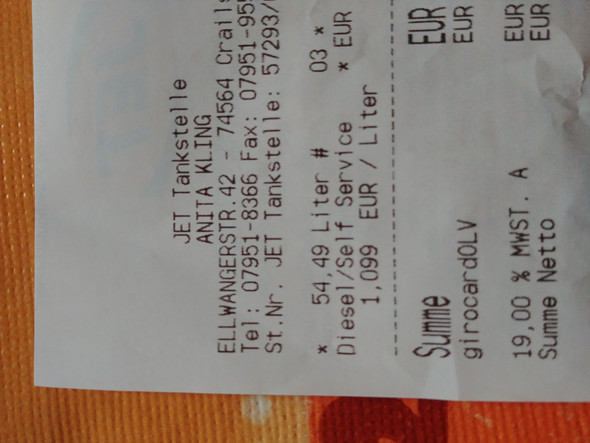 JET Tankstelle
ANITA KLING
ELLWANGERSTR.42 - 74564 Crails
Tel: 07951-8366 Fax: 07951-955
St.Nr. JET Tankstelle: 57293/
* 54,49 Liter # 03 *
Diesel/Self Service * EUR
1,099 EUR / Liter
Summe EUR
girocardOLV EUR
19,00 % MWST. A EUR
Summe Netto EUR